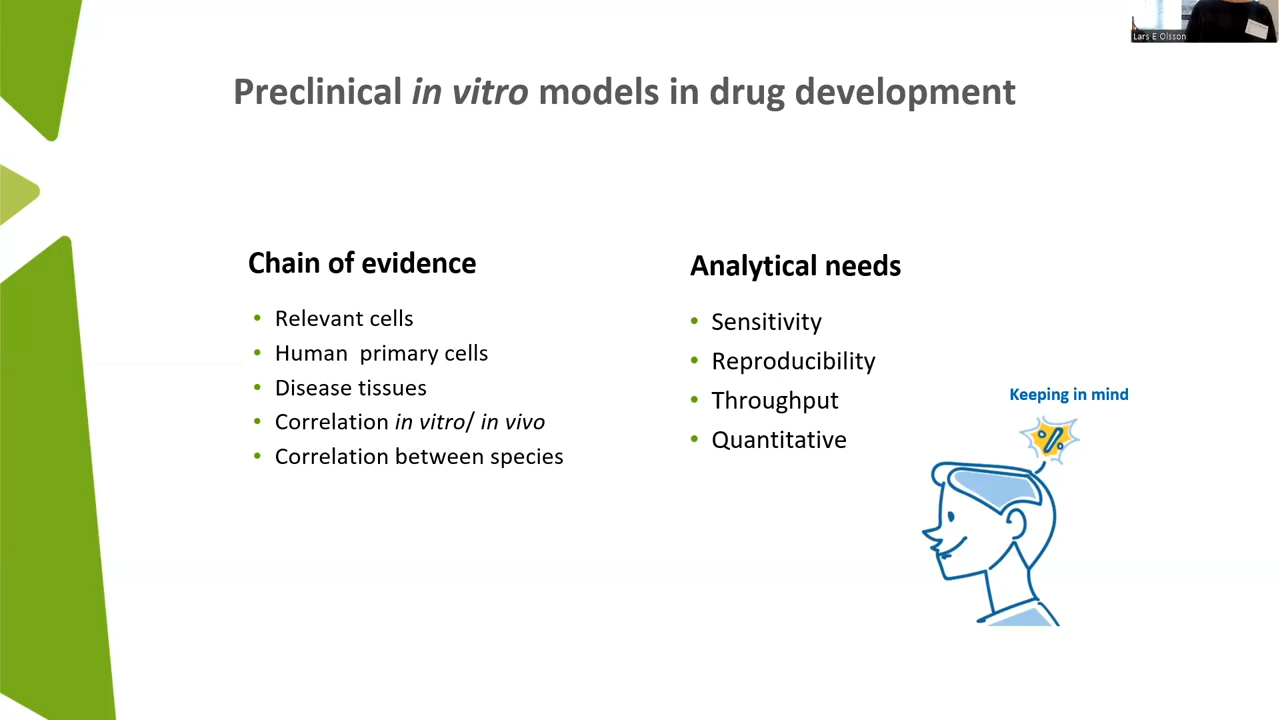 Lars E Olsson
Preclinical in vitro models in drug development
Chain of evidence
• Relevant cells
• Human  primary cells
• Disease tissues
• Correlation in vitro/ in vivo
• Correlation between species
Analytical needs
• Sensitivity
• Reproducibility
• Throughput
• Quantitative
Keeping in mind
%